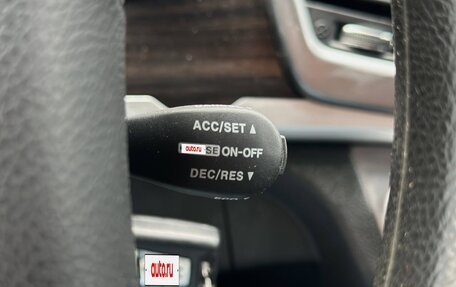 ACC/SET ▲
auto.ru SE ON-OFF
DEC/RES ▼
auto.ru